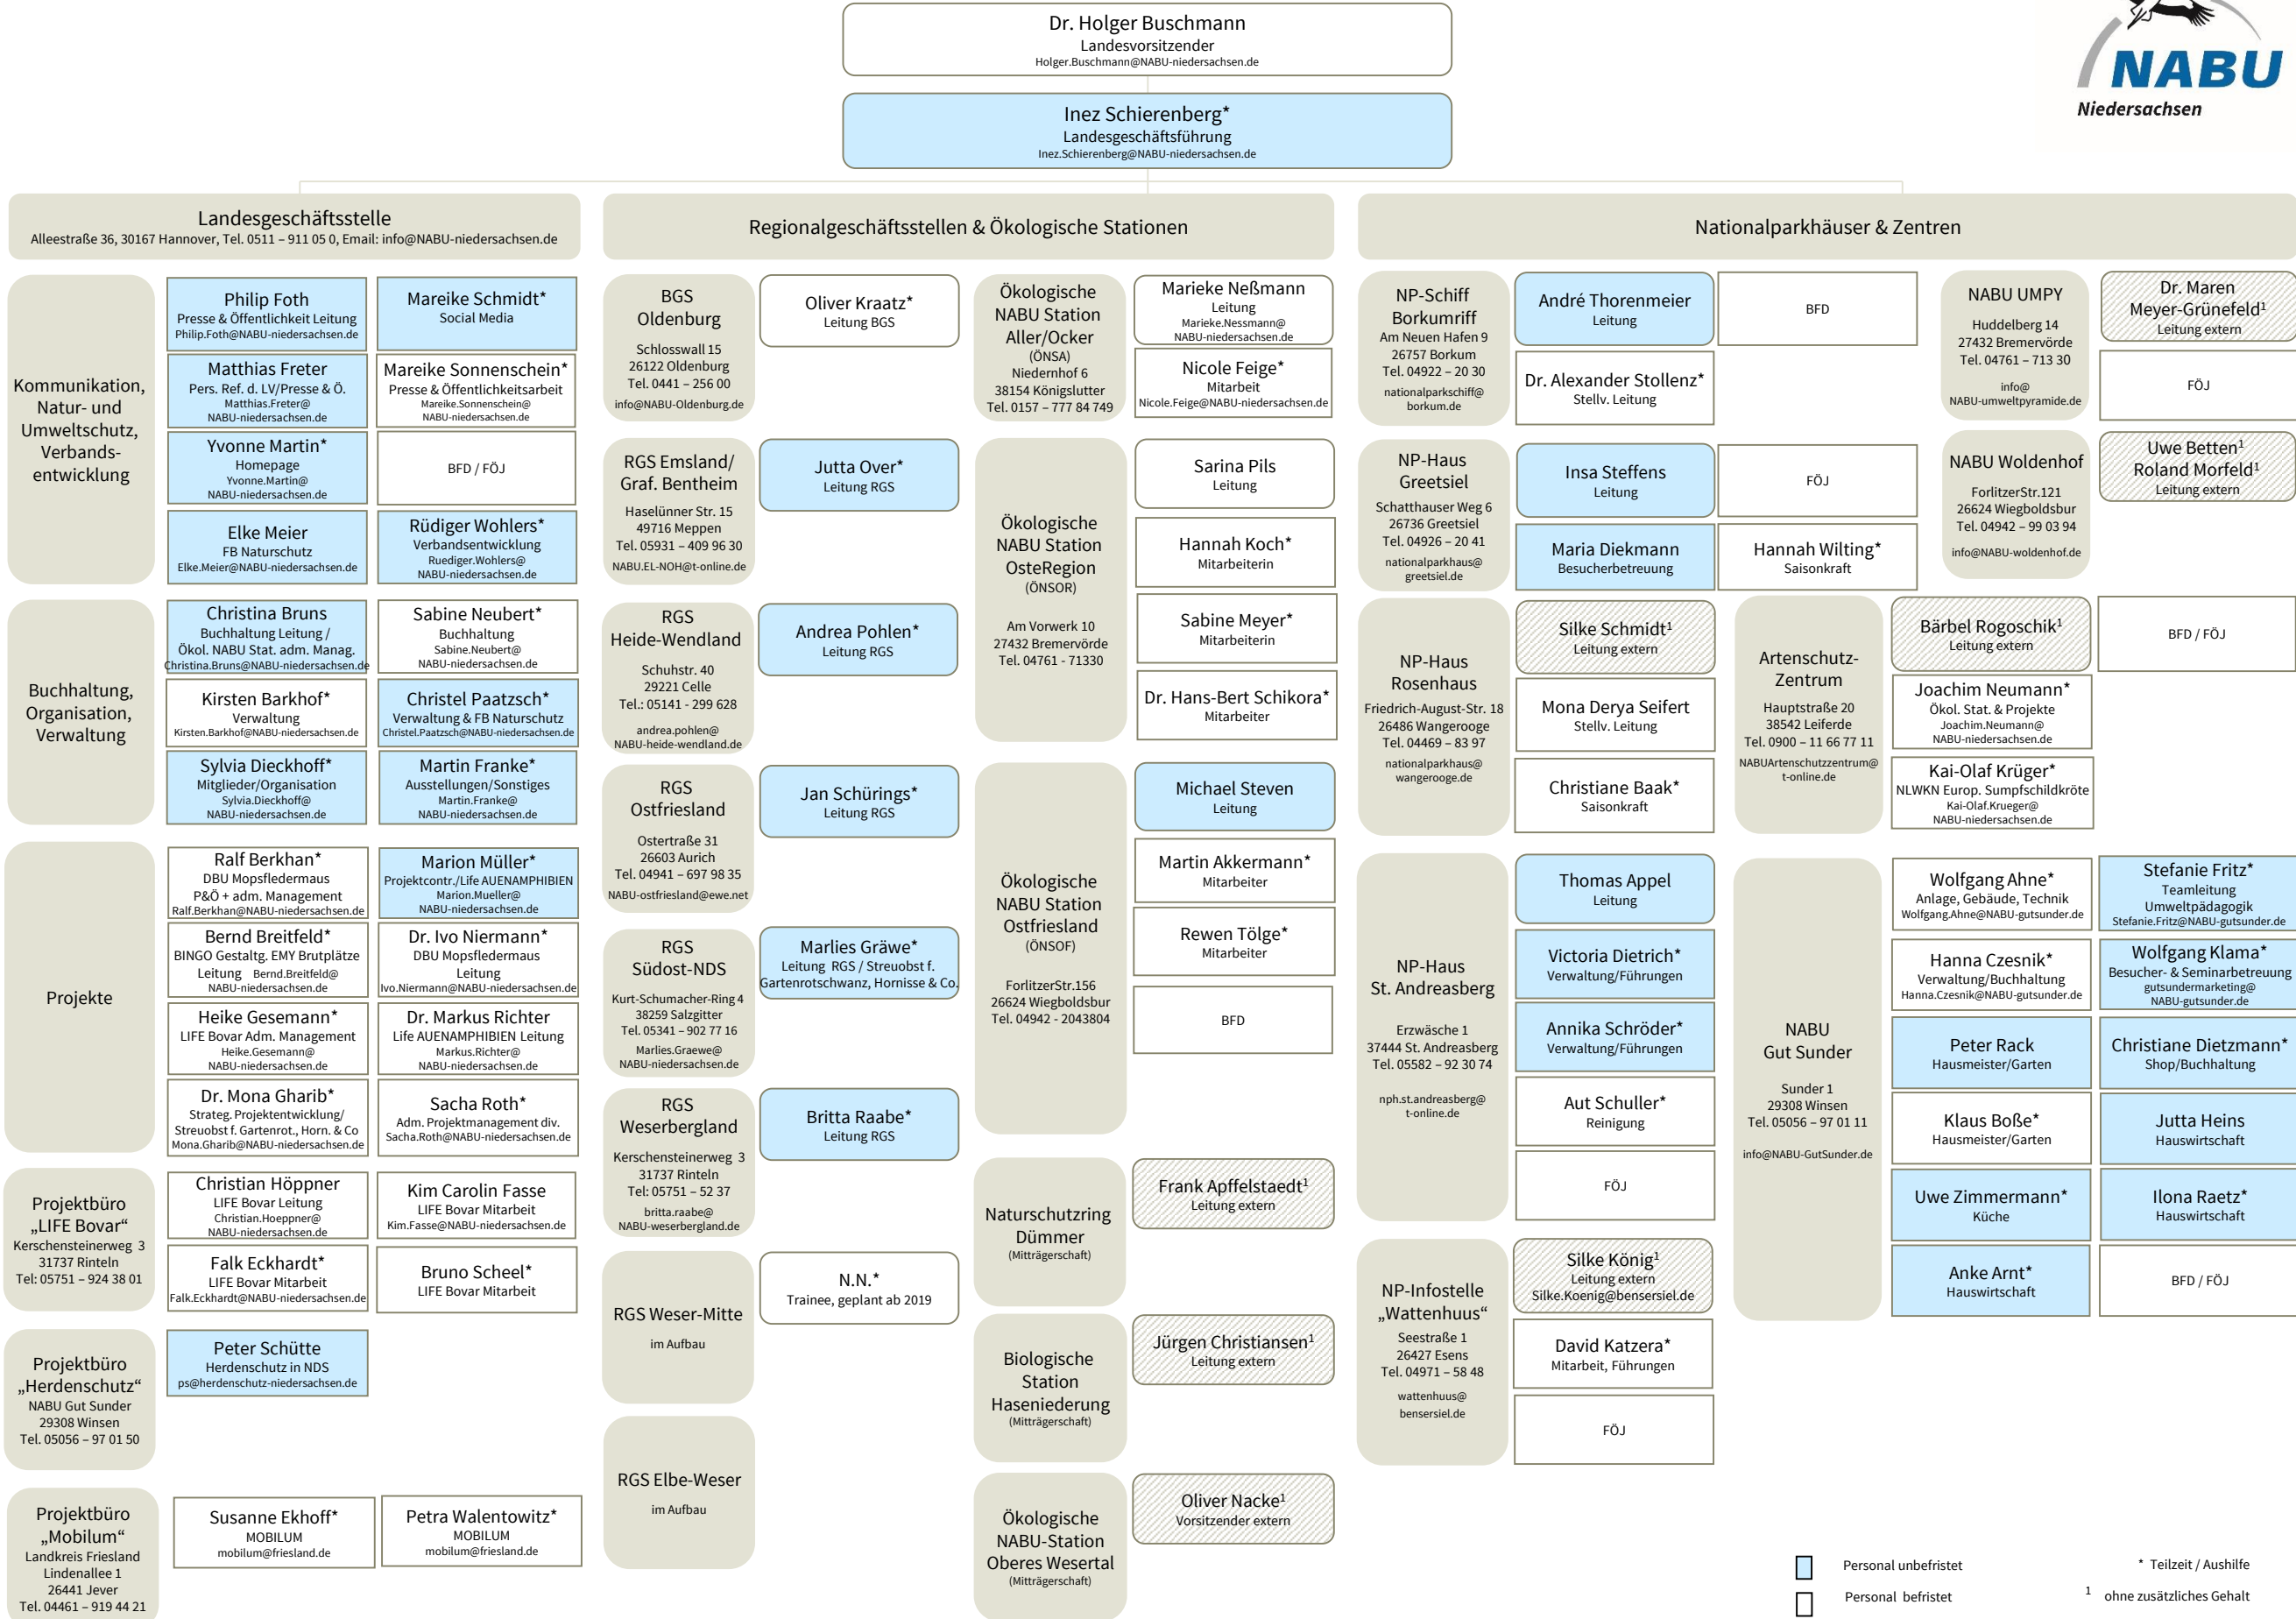 Dr. Holger Buschmann
Landesvorsitzender
Holger.Buschmann@NABU-niedersachsen.de
Inez Schierenberg*
Landesgeschäftsführung
Inez.Schierenberg@NABU-niedersachsen.de
NABU
Niedersachsen
Landesgeschäftsstelle
Alleestraße 36, 30167 Hannover, Tel. 0511 – 911 05 0, Email: info@NABU-niedersachsen.de
Kommunikation,
Natur- und
Umweltschutz,
Verbands-
entwicklung
Philip Foth
Presse & Öffentlichkeit Leitung
Philip.Foth@NABU-niedersachsen.de
Mareike Schmidt*
Social Media
Matthias Freter
Pers. Ref. d. LV/Presse & Ö.
Matthias.Freter@
NABU-niedersachsen.de
Mareike Sonnenschein*
Presse & Öffentlichkeitsarbeit
Mareike.Sonnenschein@
NABU-niedersachsen.de
Yvonne Martin*
Homepage
Yvonne.Martin@
NABU-niedersachsen.de
BFD / FÖJ
Elke Meier
FB Naturschutz
Elke.Meier@NABU-niedersachsen.de
Rüdiger Wohlers*
Verbandsentwicklung
Ruediger.Wohlers@
NABU-niedersachsen.de
Buchhaltung,
Organisation,
Verwaltung
Christina Bruns
Buchhaltung Leitung /
Ökol. NABU Stat. adm. Manag.
Christina.Bruns@NABU-niedersachsen.de
Sabine Neubert*
Buchhaltung
Sabine.Neubert@
NABU-niedersachsen.de
Kirsten Barkhof*
Verwaltung
Kirsten.Barkhof@NABU-niedersachsen.de
Christel Paatzsch*
Verwaltung & FB Naturschutz
Christel.Paatzsch@NABU-niedersachsen.de
Sylvia Dieckhoff*
Mitglieder/Organisation
Sylvia.Dieckhoff@
NABU-niedersachsen.de
Martin Franke*
Ausstellungen/Sonstiges
Martin.Franke@
NABU-niedersachsen.de
Projekte
Ralf Berkhan*
DBU Mopsfledermaus
P&Ö + adm. Management
Ralf.Berkhan@NABU-niedersachsen.de
Marion Müller*
Projektcontr./Life AUENAMPHIBIEN
Marion.Mueller@
NABU-niedersachsen.de
Bernd Breitfeld*
BINGO Gestaltg. EMY Brutplätze
Leitung Bernd.Breitfeld@
NABU-niedersachsen.de
Dr. Ivo Niermann*
DBU Mopsfledermaus
Leitung
Ivo.Niermann@NABU-niedersachsen.de
Heike Gesemann*
LIFE Bovar Adm. Management
Heike.Gesemann@
NABU-niedersachsen.de
Dr. Markus Richter
Life AUENAMPHIBIEN Leitung
Markus.Richter@
NABU-niedersachsen.de
Dr. Mona Gharib*
Strateg. Projektentwicklung/
Streuobst f. Gartenrot., Horn. & Co
Mona.Gharib@NABU-niedersachsen.de
Sacha Roth*
Adm. Projektmanagement div.
Sacha.Roth@NABU-niedersachsen.de
Projektbüro
„LIFE Bovar“
Kerschensteinerweg 3
31737 Rinteln
Tel: 05751 – 924 38 01
Christian Höppner
LIFE Bovar Leitung
Christian.Hoeppner@
NABU-niedersachsen.de
Kim Carolin Fasse
LIFE Bovar Mitarbeit
Kim.Fasse@NABU-niedersachsen.de
Falk Eckhardt*
LIFE Bovar Mitarbeit
Falk.Eckhardt@NABU-niedersachsen.de
Bruno Scheel*
LIFE Bovar Mitarbeit
Projektbüro
„Herdenschutz“
NABU Gut Sunder
29308 Winsen
Tel. 05056 – 97 01 50
Peter Schütte
Herdenschutz in NDS
ps@herdenschutz-niedersachsen.de
Projektbüro
„Mobilum“
Landkreis Friesland
Lindenallee 1
26441 Jever
Tel. 04461 – 919 44 21
Susanne Ekhoff*
MOBILUM
mobilum@friesland.de
Petra Walentowitz*
MOBILUM
mobilum@friesland.de
Regionalgeschäftsstellen & Ökologische Stationen
BGS
Oldenburg
Schlosswall 15
26122 Oldenburg
Tel. 0441 – 256 00
info@NABU-Oldenburg.de
Oliver Kraatz*
Leitung BGS
RGS Emsland/
Graf. Bentheim
Haselünner Str. 15
49716 Meppen
Tel. 05931 – 409 96 30
NABU.EL-NOH@t-online.de
Jutta Over*
Leitung RGS
RGS
Heide-Wendland
Schuhstr. 40
29221 Celle
Tel.: 05141 - 299 628
andrea.pohlen@
NABU-heide-wendland.de
Andrea Pohlen*
Leitung RGS
RGS
Ostfriesland
Ostertraße 31
26603 Aurich
Tel. 04941 – 697 98 35
NABU-ostfriesland@ewe.net
Jan Schürings*
Leitung RGS
RGS
Südost-NDS
Kurt-Schumacher-Ring 4
38259 Salzgitter
Tel. 05341 – 902 77 16
Marlies.Graewe@
NABU-niedersachsen.de
Marlies Gräwe*
Leitung RGS / Streuobst f.
Gartenrotschwanz, Hornisse & Co.
RGS
Weserbergland
Kerschensteinerweg 3
31737 Rinteln
Tel: 05751 – 52 37
britta.raabe@
NABU-weserbergland.de
Britta Raabe*
Leitung RGS
RGS Weser-Mitte
im Aufbau
N.N.*
Trainee, geplant ab 2019
RGS Elbe-Weser
im Aufbau
Ökologische
NABU Station
Aller/Ocker
(ÖNSA)
Niedernhof 6
38154 Königslutter
Tel. 0157 – 777 84 749
Marieke Neßmann
Leitung
Marieke.Nessmann@
NABU-niedersachsen.de
Nicole Feige*
Mitarbeit
Nicole.Feige@NABU-niedersachsen.de
Ökologische
NABU Station
OsteRegion
(ÖNSOR)
Am Vorwerk 10
27432 Bremervörde
Tel. 04761 - 71330
Sarina Pils
Leitung
Hannah Koch*
Mitarbeiterin
Sabine Meyer*
Mitarbeiterin
Dr. Hans-Bert Schikora*
Mitarbeiter
Ökologische
NABU Station
Ostfriesland
(ÖNSOF)
ForlitzerStr.156
26624 Wiegboldsbur
Tel. 04942 - 2043804
Michael Steven
Leitung
Martin Akkermann*
Mitarbeiter
Rewen Tölge*
Mitarbeiter
BFD
Naturschutzring
Dümmer
(Mitträgerschaft)
Frank Apffelstaedt¹
Leitung extern
Biologische
Station
Haseniederung
(Mitträgerschaft)
Jürgen Christiansen¹
Leitung extern
Ökologische
NABU-Station
Oberes Wesertal
(Mitträgerschaft)
Oliver Nacke¹
Vorsitzender extern
Nationalparkhäuser & Zentren
NP-Schiff
Borkumriff
Am Neuen Hafen 9
26757 Borkum
Tel. 04922 – 20 30
nationalparkschiff@
borkum.de
André Thorenmeier
Leitung
BFD
Dr. Alexander Stollenz*
Stellv. Leitung
NP-Haus
Greetsiel
Schatthauser Weg 6
26736 Greetsiel
Tel. 04926 – 20 41
nationalparkhaus@
greetsiel.de
Insa Steffens
Leitung
FÖJ
Maria Diekmann
Besucherbetreuung
Hannah Wilting*
Saisonkraft
NP-Haus
Rosenhaus
Friedrich-August-Str. 18
26486 Wangerooge
Tel. 04469 – 83 97
nationalparkhaus@
wangerooge.de
Silke Schmidt¹
Leitung extern
Mona Derya Seifert
Stellv. Leitung
Christiane Baak*
Saisonkraft
NP-Haus
St. Andreasberg
Erzwäsche 1
37444 St. Andreasberg
Tel. 05582 – 92 30 74
nph.st.andreasberg@
t-online.de
Thomas Appel
Leitung
Victoria Dietrich*
Verwaltung/Führungen
Annika Schröder*
Verwaltung/Führungen
Aut Schuller*
Reinigung
FÖJ
NP-Infostelle
„Wattenhuus“
Seestraße 1
26427 Esens
Tel. 04971 – 58 48
wattenhuus@
bensersiel.de
Silke König¹
Leitung extern
Silke.Koenig@bensersiel.de
David Katzera*
Mitarbeit, Führungen
FÖJ
NABU UMPY
Huddelberg 14
27432 Bremervörde
Tel. 04761 – 713 30
info@
NABU-umweltpyramide.de
Dr. Maren
Meyer-Grünefeld¹
Leitung extern
FÖJ
NABU Woldenhof
ForlitzerStr.121
26624 Wiegboldsbur
Tel. 04942 – 99 03 94
info@NABU-woldenhof.de
Uwe Betten¹
Roland Morfeld¹
Leitung extern
Artenschutz-
Zentrum
Hauptstraße 20
38542 Leiferde
Tel. 0900 – 11 66 77 11
NABUArtenschutzzentrum@
t-online.de
Bärbel Rogoschik¹
Leitung extern
BFD / FÖJ
Joachim Neumann*
Ökol. Stat. & Projekte
Joachim.Neumann@
NABU-niedersachsen.de
Kai-Olaf Krüger*
NLWKN Europ. Sumpfschildkröte
Kai-Olaf.Krueger@
NABU-niedersachsen.de
NABU
Gut Sunder
Sunder 1
29308 Winsen
Tel. 05056 – 97 01 11
info@NABU-GutSunder.de
Wolfgang Ahne*
Anlage, Gebäude, Technik
Wolfgang.Ahne@NABU-gutsunder.de
Stefanie Fritz*
Teamleitung
Umweltpädagogik
Stefanie.Fritz@NABU-gutsunder.de
Hanna Czesnik*
Verwaltung/Buchhaltung
Hanna.Czesnik@NABU-gutsunder.de
Wolfgang Klama*
Besucher- & Seminarbetreuung
gutsundermarketing@
NABU-gutsunder.de
Peter Rack
Hausmeister/Garten
Christiane Dietzmann*
Shop/Buchhaltung
Klaus Boße*
Hausmeister/Garten
Jutta Heins
Hauswirtschaft
Uwe Zimmermann*
Küche
Ilona Raetz*
Hauswirtschaft
Anke Arnt*
Hauswirtschaft
BFD / FÖJ
Personal unbefristet
* Teilzeit / Aushilfe
Personal befristet
¹ ohne zusätzliches Gehalt